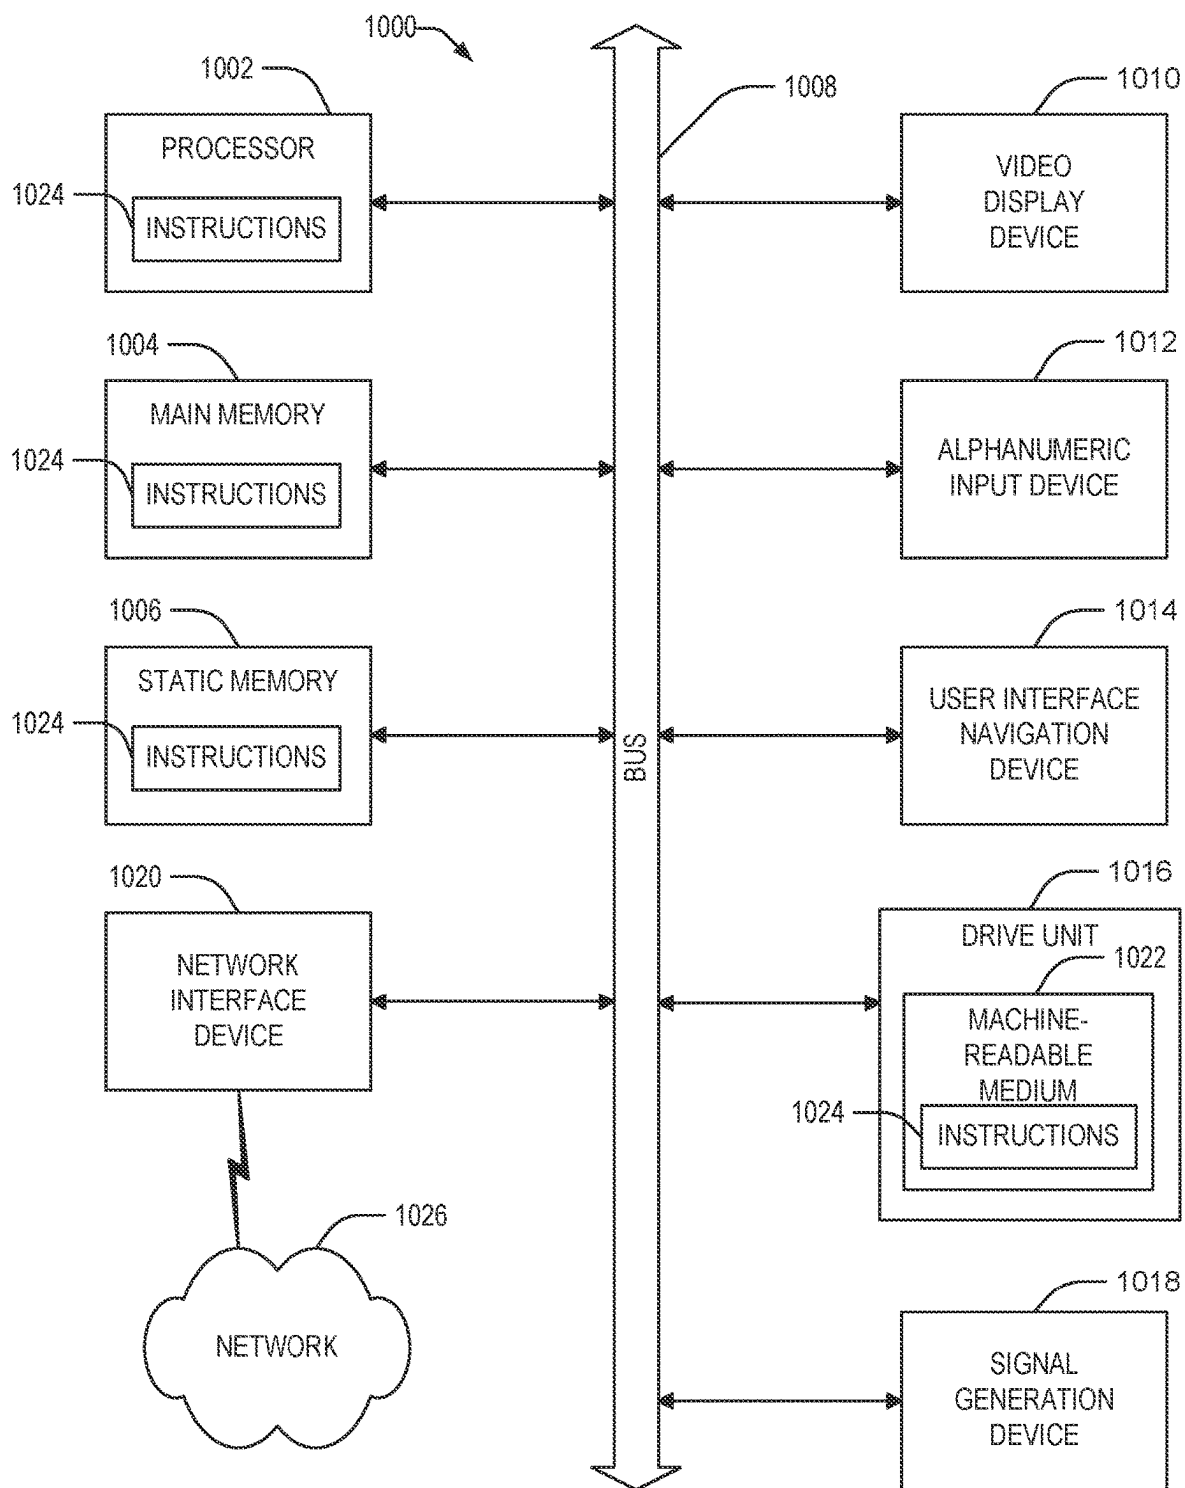 1000
1002
PROCESSOR
1024
INSTRUCTIONS
1004
MAIN MEMORY
1024
INSTRUCTIONS
1006
STATIC MEMORY
1024
INSTRUCTIONS
1020
NETWORK
INTERFACE
DEVICE
1026
NETWORK
1008
BUS
1010
VIDEO
DISPLAY
DEVICE
1012
ALPHANUMERIC
INPUT DEVICE
1014
USER INTERFACE
NAVIGATION
DEVICE
1016
DRIVE UNIT
1022
MACHINE-
READABLE
MEDIUM
1024
INSTRUCTIONS
1018
SIGNAL
GENERATION
DEVICE